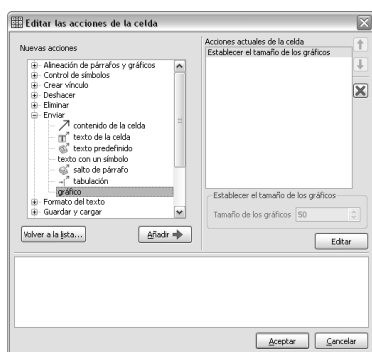 Editar las acciones de la celda
Nuevas acciones
Alineación de párrafos y gráficos
Control de símbolos
Crear vínculo
Deshacer
Eliminar
Enviar
contenido de la celda
texto de la celda
texto predefinido
texto con un símbolo
salto de párrafo
tabulación
gráfico
Formato del texto
Guardar y cargar
Volver a la lista...
Añadir
Acciones actuales de la celda
Establecer el tamaño de los gráficos
Establecer el tamaño de los gráficos
Tamaño de los gráficos 50
Editar
Aceptar
Cancelar